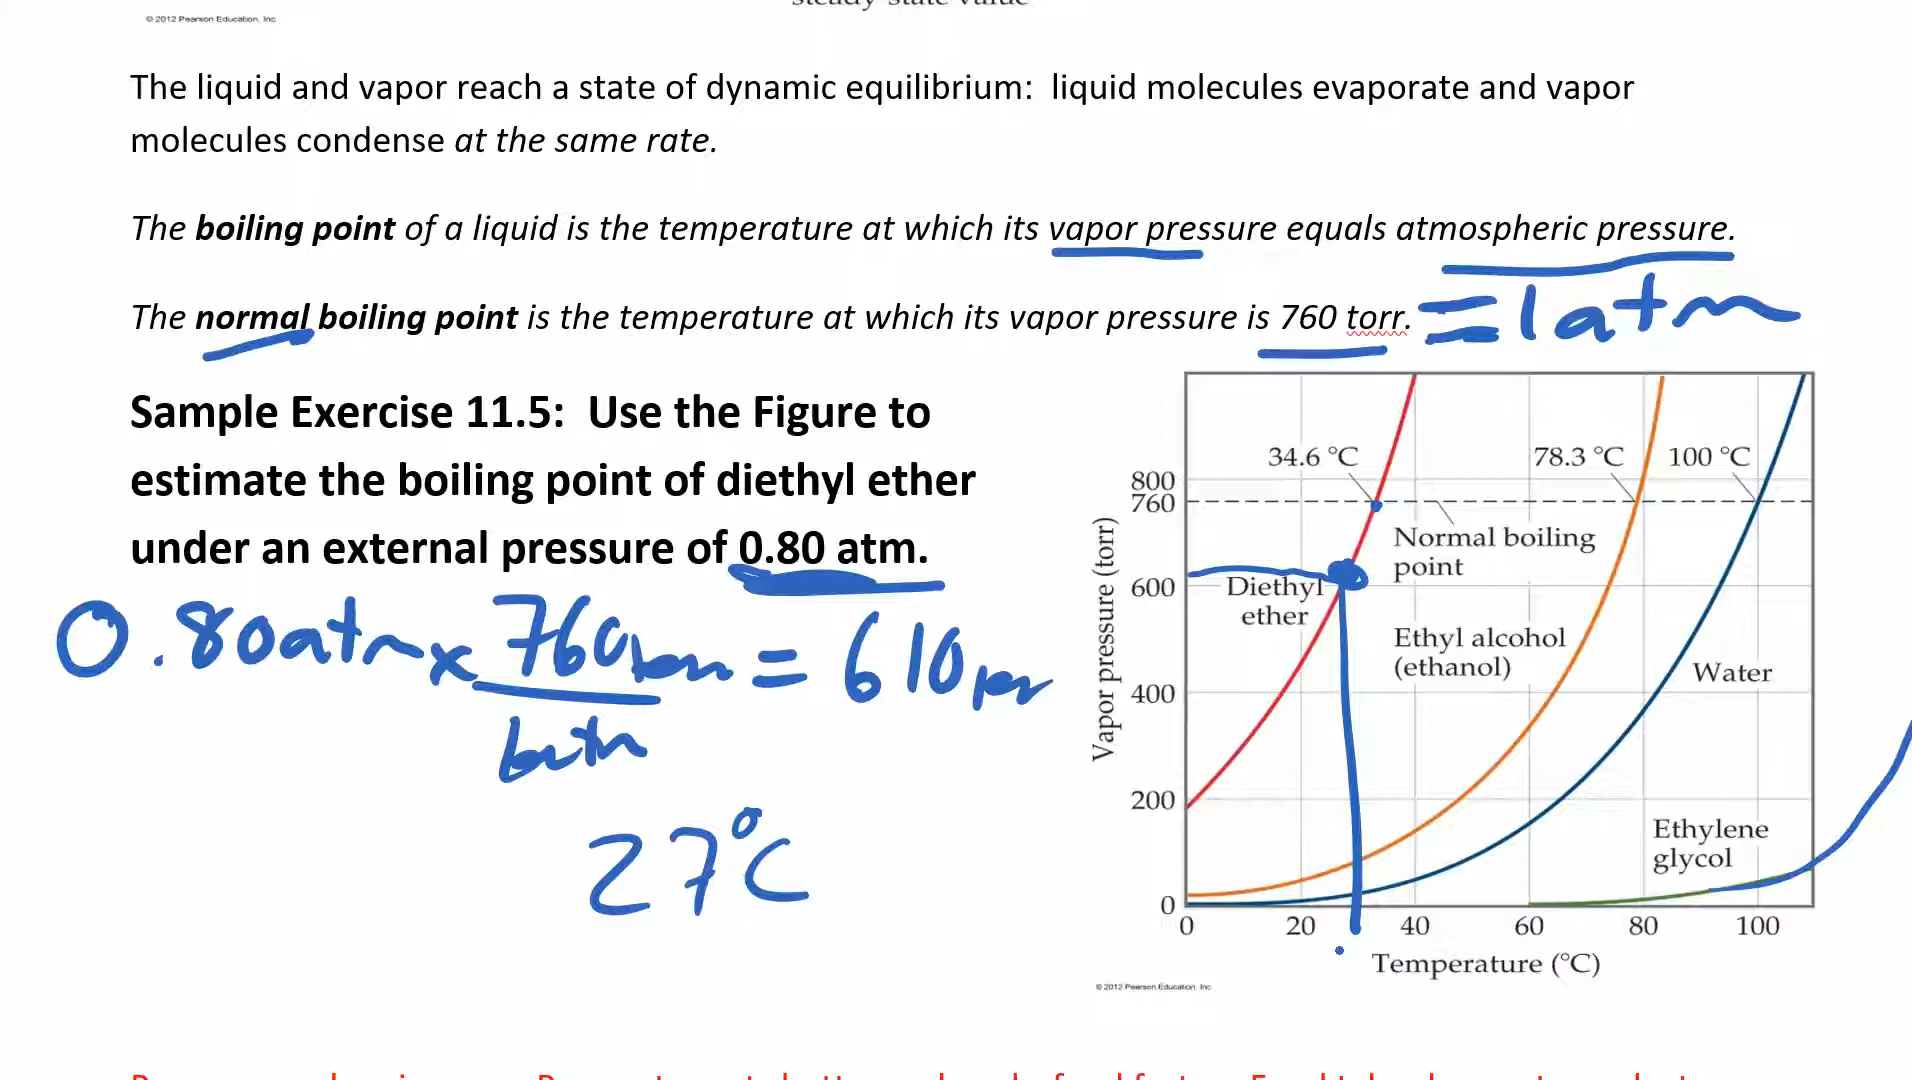 © 2012 Pearson Education, Inc.
The liquid and vapor reach a state of dynamic equilibrium:  liquid molecules evaporate and vapor
molecules condense at the same rate.
The boiling point of a liquid is the temperature at which its vapor pressure equals atmospheric pressure.
The normal boiling point is the temperature at which its vapor pressure is 760 torr. = 1 atm
Sample Exercise 11.5:  Use the Figure to
estimate the boiling point of diethyl ether
under an external pressure of 0.80 atm.
0.80 atm x 760 torr = 610 torr
27°C
34.6 °C
78.3 °C
100 °C
800
760
Normal boiling
point
600
Diethyl
ether
Ethyl alcohol
(ethanol)
Water
400
200
Ethylene
glycol
0
0 20 40 60 80 100
Vapor pressure (torr)
Temperature (°C)
© 2012 Pearson Education, Inc.